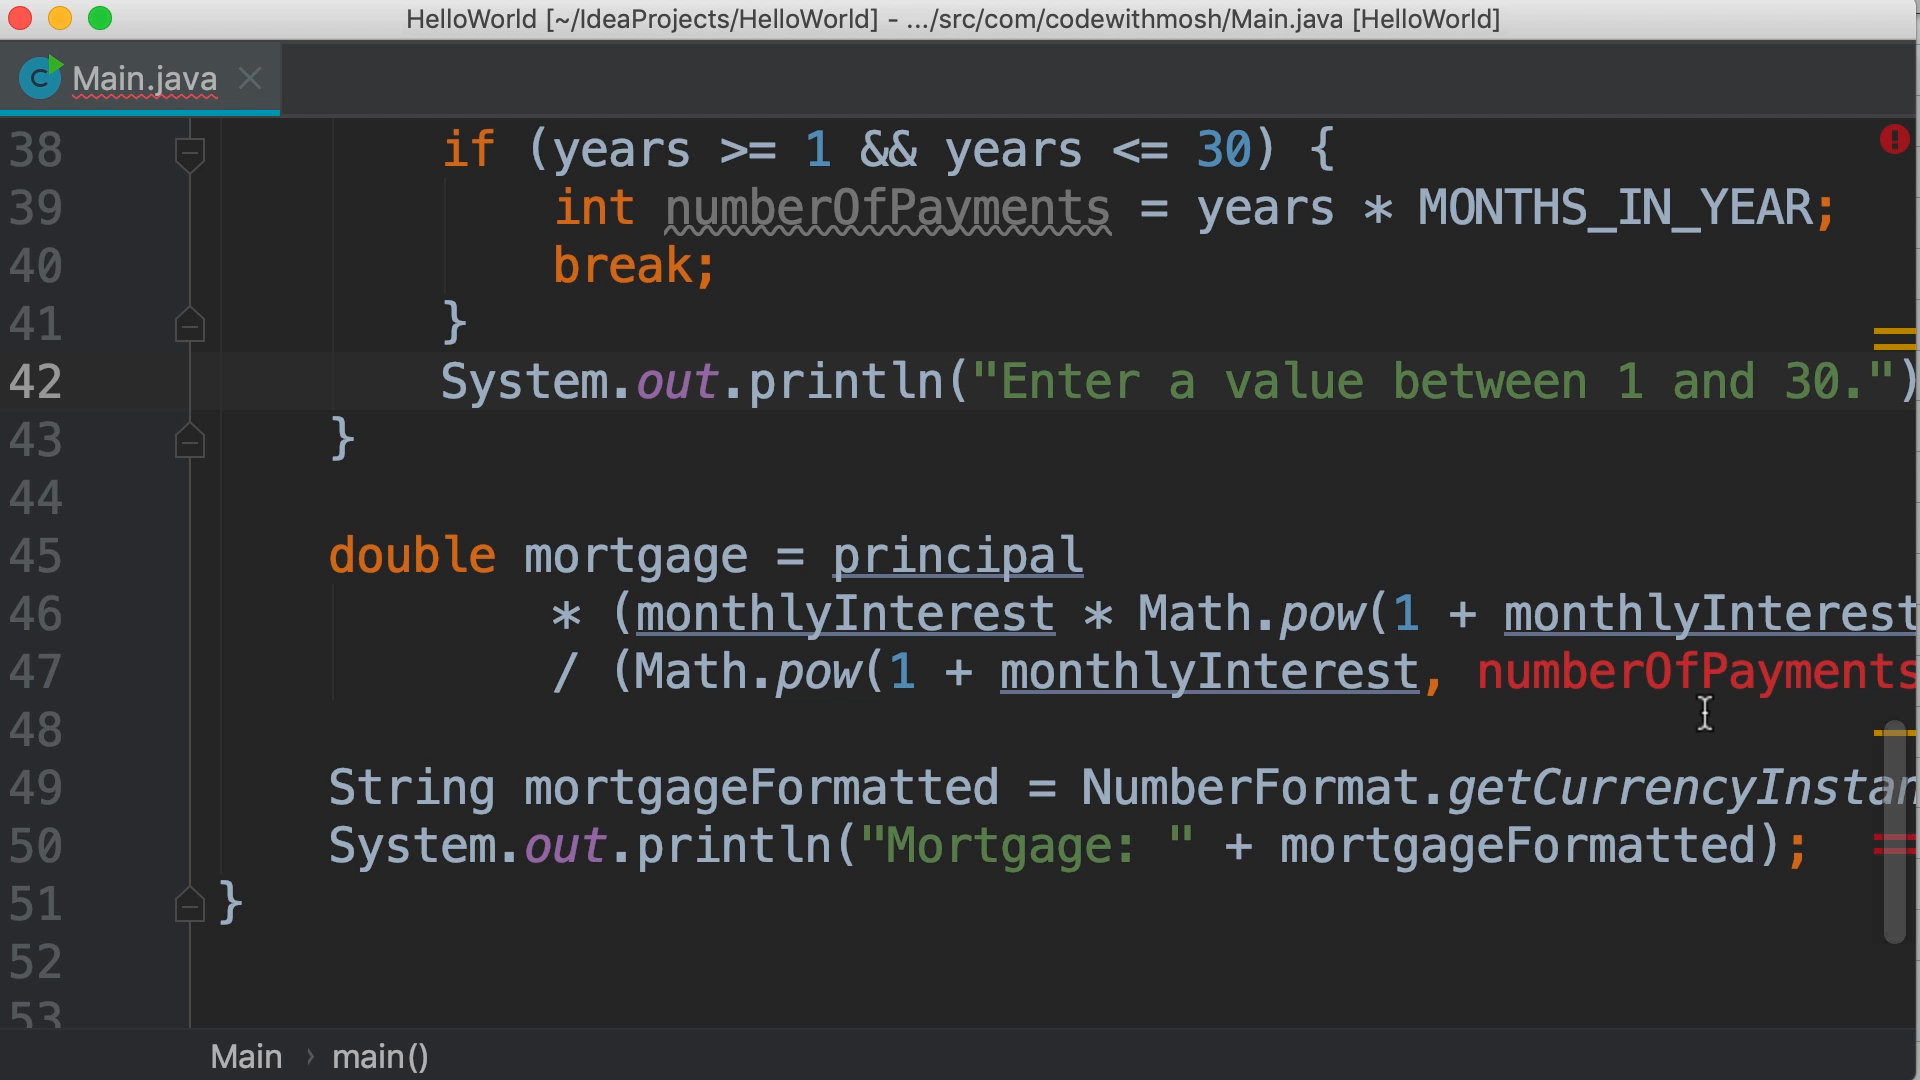 HelloWorld [~/IdeaProjects/HelloWorld] - .../src/com/codewithmosh/Main.java [HelloWorld]
C Main.java
38 if (years >= 1 && years <= 30) {
39 int numberOfPayments = years * MONTHS_IN_YEAR;
40 break;
41 }
42 System.out.println("Enter a value between 1 and 30.")
43 }
44
45 double mortgage = principal
46 * (monthlyInterest * Math.pow(1 + monthlyInterest
47 / (Math.pow(1 + monthlyInterest, numberOfPayments
48
49 String mortgageFormatted = NumberFormat.getCurrencyInstan
50 System.out.println("Mortgage: " + mortgageFormatted);
51 }
52
53
Main › main()